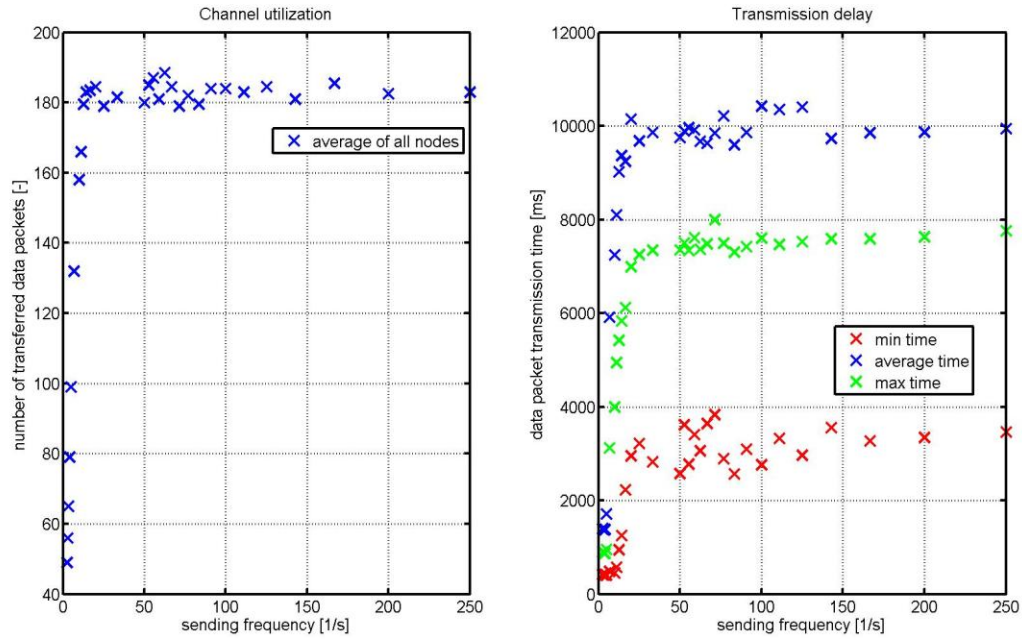 Channel utilization
200
180
160
140
120
100
80
60
40
number of transferred data packets [-]
average of all nodes
0 50 100 150 200 250
sending frequency [1/s]
Transmission delay
12000
10000
8000
6000
4000
2000
0
data packet transmission time [ms]
min time
average time
max time
0 50 100 150 200 250
sending frequency [1/s]